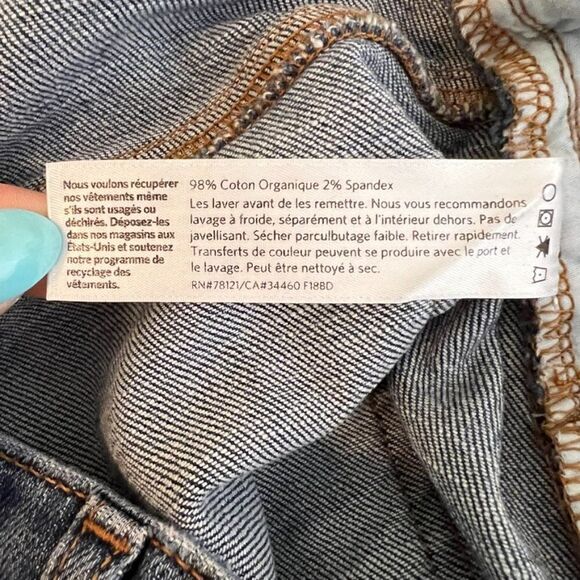 Nous voulons récupérer
nos vêtements même
s'ils sont usagés ou
déchirés. Déposez-les
dans nos magasins aux
États-Unis et soutenez
notre programme de
recyclage des
vêtements.
98% Coton Organique 2% Spandex
Les laver avant de les remettre. Nous vous recommandons
lavage à froide, séparément et à l'intérieur dehors. Pas de
javellisant. Sécher parculbutage faible. Retirer rapidement.
Transferts de couleur peuvent se produire avec le port et
le lavage. Peut être nettoyé à sec.
RN#78121/CA#34460 F18BD